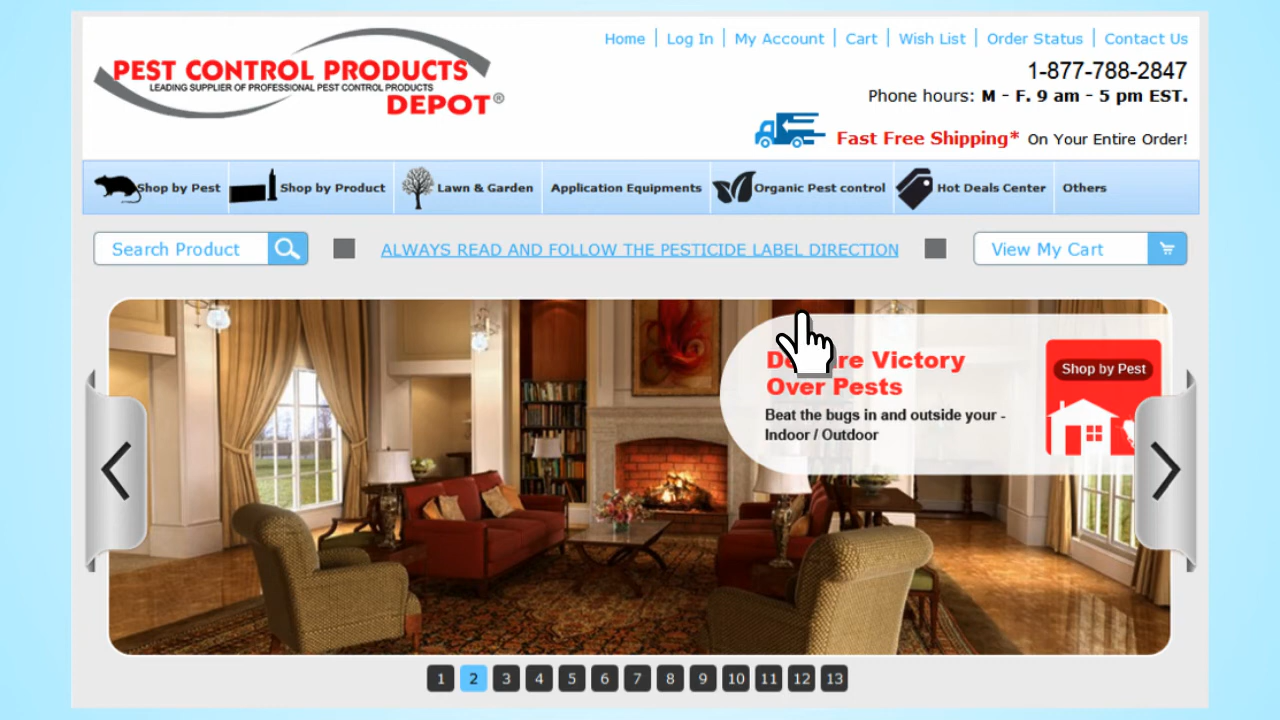 Home Log In My Account Cart Wish List Order Status Contact Us
PEST CONTROL PRODUCTS
LEADING SUPPLIER OF PROFESSIONAL PEST CONTROL PRODUCTS
DEPOT®
1-877-788-2847
Phone hours: M - F. 9 am - 5 pm EST.
Fast Free Shipping* On Your Entire Order!
Shop by Pest Shop by Product Lawn & Garden Application Equipments Organic Pest control Hot Deals Center Others
Search Product ALWAYS READ AND FOLLOW THE PESTICIDE LABEL DIRECTION View My Cart
Victory
Over Pests
Beat the bugs in and outside your -
Indoor / Outdoor
Shop by Pest
1 2 3 4 5 6 7 8 9 10 11 12 13